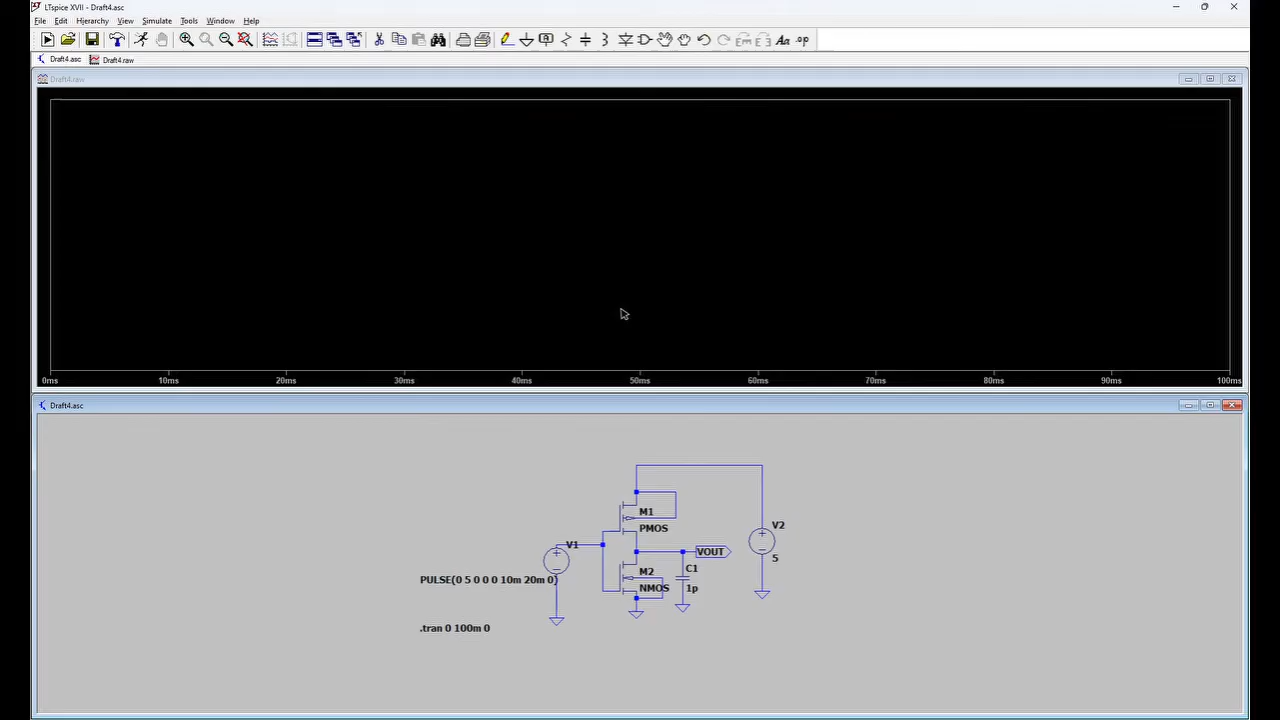 LTspice XVII - Draft4.asc
File Edit Hierarchy View Simulate Tools Window Help
Aa .op
Draft4.asc Draft4.raw
Draft4.raw
0ms 10ms 20ms 30ms 40ms 50ms 60ms 70ms 80ms 90ms 100ms
Draft4.asc
M1
PMOS
V1
V2
5
VOUT
M2
NMOS
C1
1p
PULSE(0 5 0 0 0 10m 20m 0)
.tran 0 100m 0